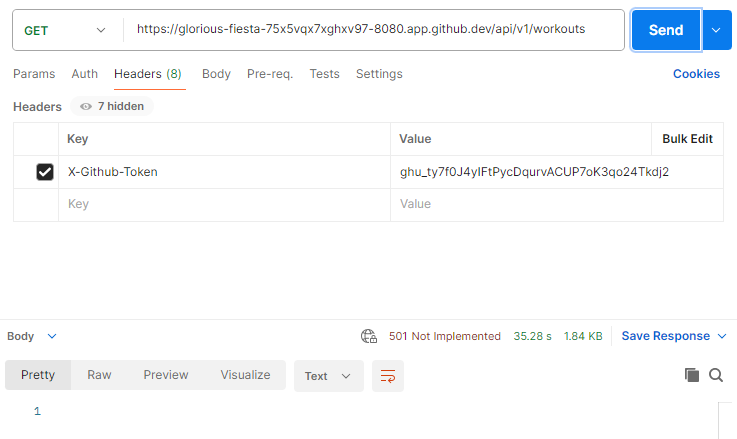 GET https://glorious-fiesta-75x5vqx7xghxv97-8080.app.github.dev/api/v1/workouts Send
Params Auth Headers (8) Body Pre-req. Tests Settings Cookies
Headers 7 hidden
Key Value Bulk Edit
X-Github-Token ghu_ty7f0J4yIFtPycDqurvACUP7oK3qo24Tkdj2
Key Value
Body 501 Not Implemented 35.28 s 1.84 KB Save Response
Pretty Raw Preview Visualize Text
1